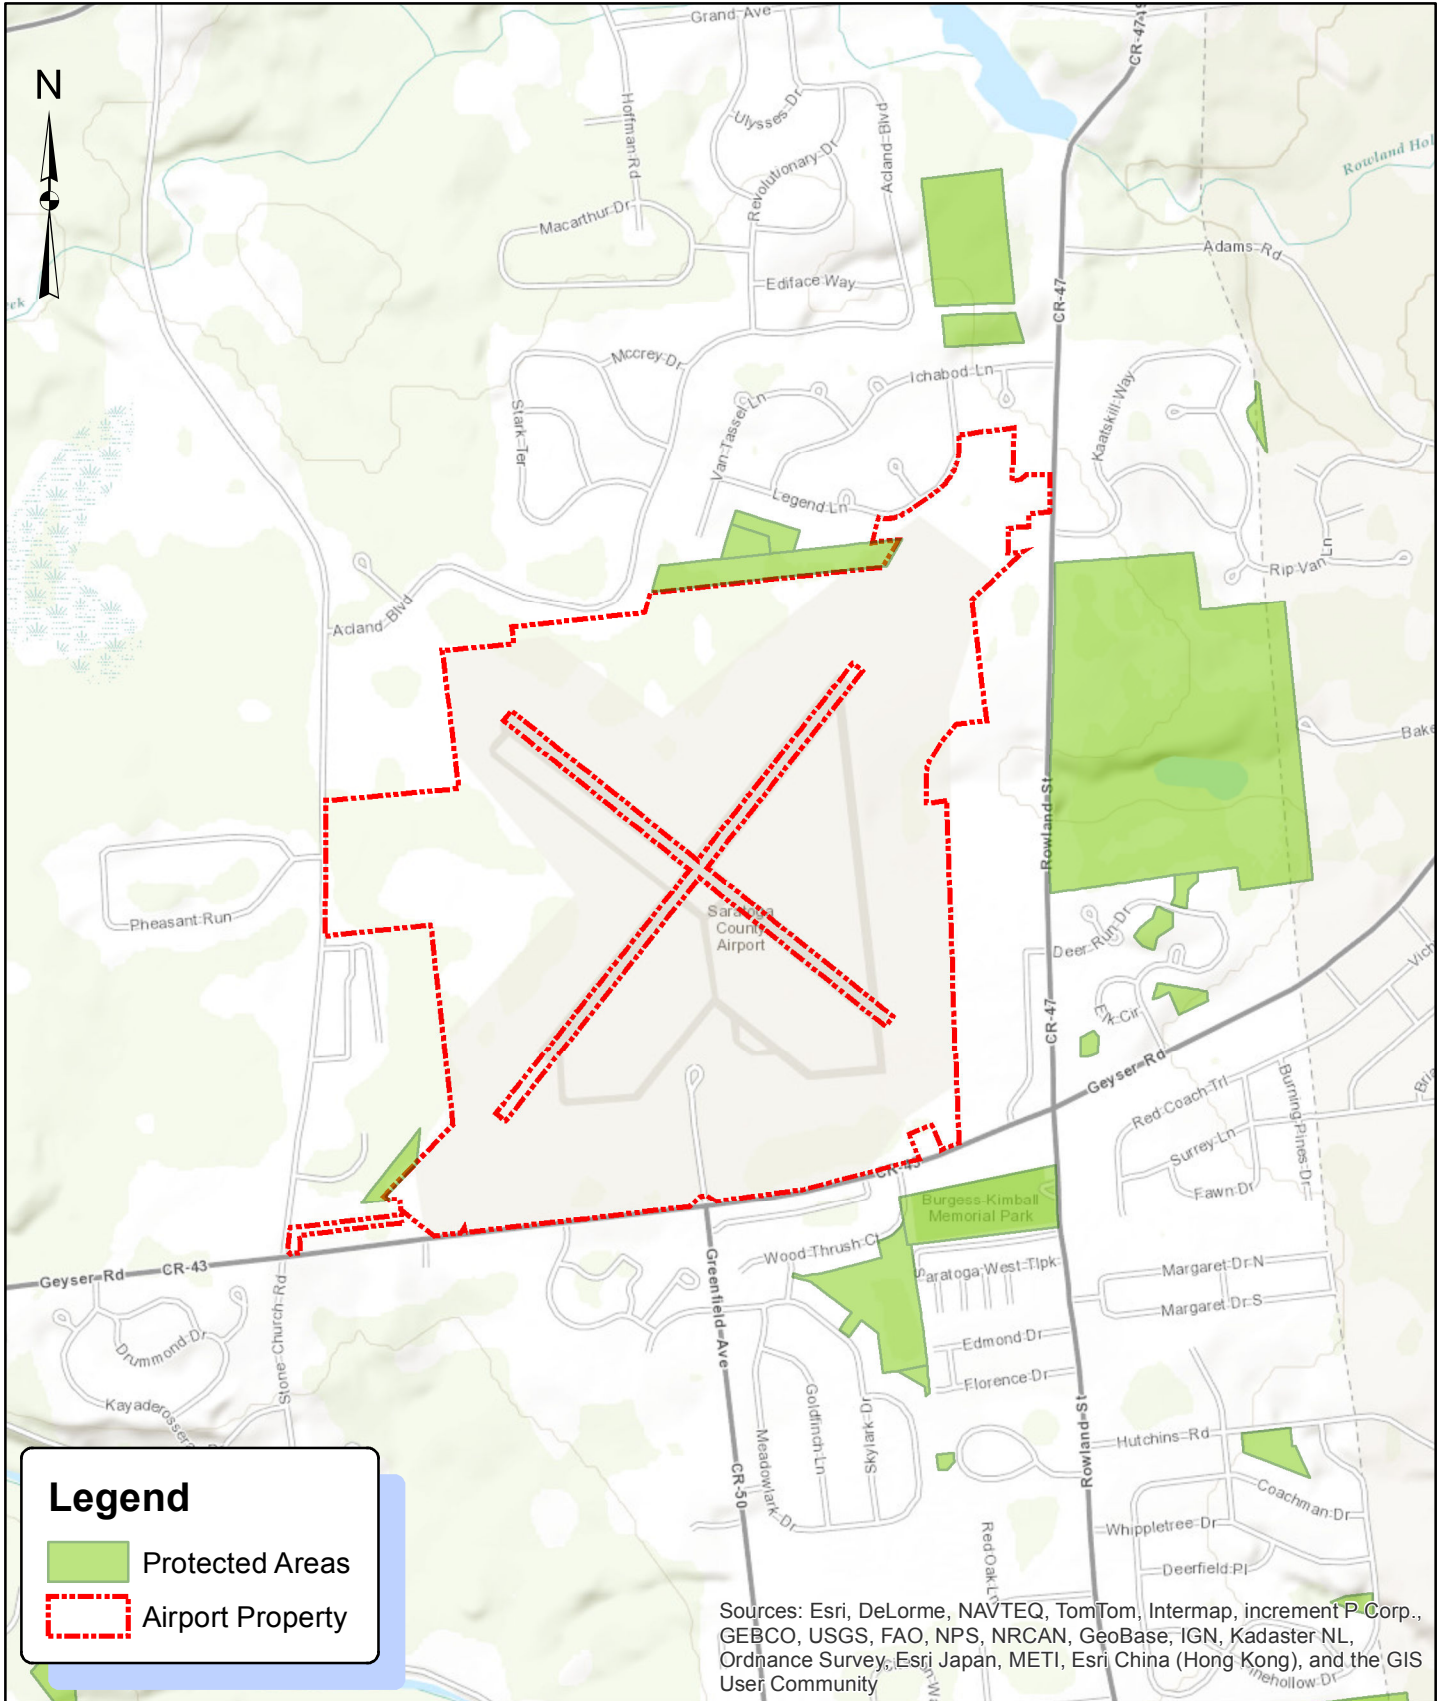 Grand Ave
CR-47
N
Hoffman Rd
Ulysses Dr
Acland Blvd
Revolutionary Dr
Rowland Hol
Macarthur Dr
Adams Rd
Ediface Way
CR-47
eek
Mccrey Dr
Ichabod Ln
Kaatskill Way
Stark Ter
Van Tassel Ln
Legend Ln
Rip Van Ln
Acland Blvd
Bake
Rowland St
Pheasant Run
Saratoga
County
Airport
Deer Run Dr
Vich
Elk Cir
CR-47
Geyser Rd
Red Coach Trl
Burning Pines Dr
Bria
Surrey Ln
CR-43
Fawn Dr
Burgess Kimball
Memorial Park
Wood Thrush Ct
Saratoga West Tlpk
Margaret Dr N
Geyser Rd
CR-43
Stone Church Rd
Greenfield Ave
Margaret Dr S
Drummond Dr
Edmond Dr
Florence Dr
Kayaderossera
Goldfinch Ln
Skylark Dr
Meadowlark Dr
Rowland St
Hutchins Rd
CR-50
Coachman Dr
Whippletree Dr
Red Oak Ln
Deerfield Pl
Pinehollow Dr
Legend
Protected Areas
Airport Property
Sources: Esri, DeLorme, NAVTEQ, TomTom, Intermap, increment P Corp.,
GEBCO, USGS, FAO, NPS, NRCAN, GeoBase, IGN, Kadaster NL,
Ordnance Survey, Esri Japan, METI, Esri China (Hong Kong), and the GIS
User Community